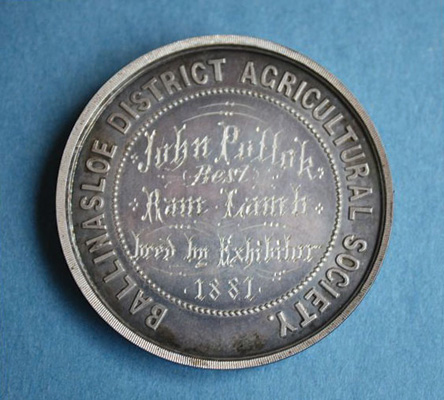 BALLINASLOE DISTRICT AGRICULTURAL SOCIETY.
John Pollok
Best
Ram Lamb
bred by Exhibitor
1881